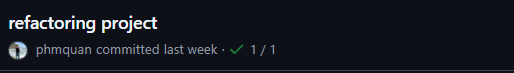 refactoring project
phmquan committed last week · ✓ 1 / 1